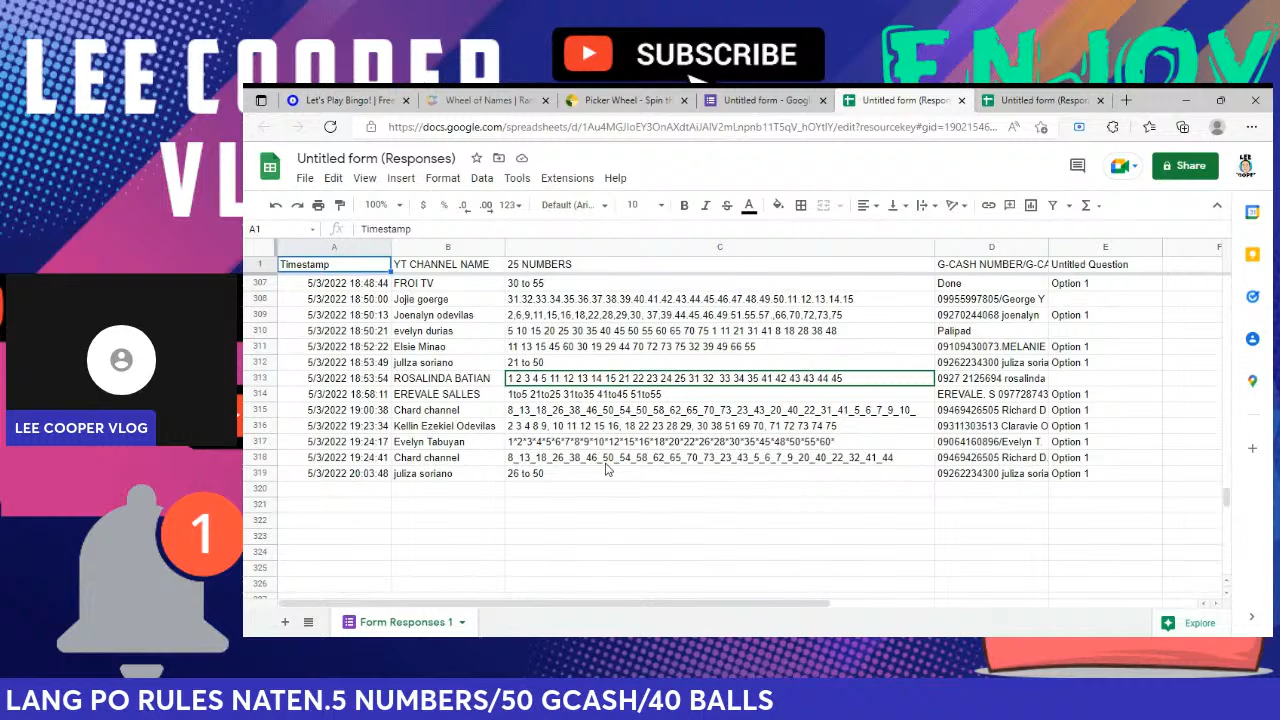 LEE COOPER
VL
SUBSCRIBE
ENJOY
Let's Play Bingo! | Free
Wheel of Names | Ran
Picker Wheel - Spin th
Untitled form - Googl
Untitled form (Respon
Untitled form (Respon
https://docs.google.com/spreadsheets/d/1Au4MGJIoEY3OnAXdtAiJAlV2mLnpnb11T5qV_hOYtlY/edit?resourcekey#gid=19021546...
Untitled form (Responses)
File Edit View Insert Format Data Tools Extensions Help
Share
100% $ % .0 .00 123 Default (Ari... 10 B I S A
A1 fx Timestamp
A B C D E F
1 Timestamp YT CHANNEL NAME 25 NUMBERS G-CASH NUMBER/G-CA Untitled Question
307 5/3/2022 18:48:44 FROI TV 30 to 55 Done Option 1
308 5/3/2022 18:50:00 Jojie goerge 31.32.33.34.35.36.37.38.39.40.41.42.43.44.45.46.47.48.49.50.11.12.13.14.15 09955997805/George Y
309 5/3/2022 18:50:13 Joenalyn odevilas 2,6,9,11,15,16,18,22,28,29,30, 37,39 44,45,46,49.51.55.57 ,66,70,72,73,75 09270244068 joenalyn Option 1
310 5/3/2022 18:50:21 evelyn durias 5 10 15 20 25 30 35 40 45 50 55 60 65 70 75 1 11 21 31 41 8 18 28 38 48 Palipad
311 5/3/2022 18:52:22 Elsie Minao 11 13 15 45 60 30 19 29 44 70 72 73 75 32 39 49 66 55 09109430073.MELANIE Option 1
312 5/3/2022 18:53:49 julIza soriano 21 to 50 09262234300 juliza soria Option 1
313 5/3/2022 18:53:54 ROSALINDA BATIAN 1 2 3 4 5 11 12 13 14 15 21 22 23 24 25 31 32 33 34 35 41 42 43 43 44 45 0927 2125694 rosalinda
314 5/3/2022 18:58:11 EREVALE SALLES 1to5 21to25 31to35 41to45 51to55 EREVALE. S 097728743 Option 1
315 5/3/2022 19:00:38 Chard channel 8_13_18_26_38_46_50_54_50_58_62_65_70_73_23_43_20_40_22_31_41_5_6_7_9_10_ 09469426505 Richard D. Option 1
316 5/3/2022 19:23:34 Kellin Ezekiel Odevilas 2 3 4 8 9, 10 12 15 16, 18 22 23 28 29, 30 38 51 69 70, 71 72 73 74 75 09311303513 Claravie O Option 1
317 5/3/2022 19:24:17 Evelyn Tabuyan 1*2*3*4*5*6*7*8*9*10*12*15*16*18*20*22*26*28*30*35*45*48*50*55*60* 09064160896/Evelyn T. Option 1
318 5/3/2022 19:24:41 Chard channel 8_13_18_26_38_46_50_54_58_62_65_70_73_23_43_5_6_7_9_20_40_22_32_41_44 09469426505 Richard D. Option 1
319 5/3/2022 20:03:48 juliza soriano 26 to 50 09262234300 juliza soria Option 1
320
321
322
323
324
325
326
Form Responses 1
Explore
LEE COOPER VLOG
1
LANG PO RULES NATEN.5 NUMBERS/50 GCASH/40 BALLS